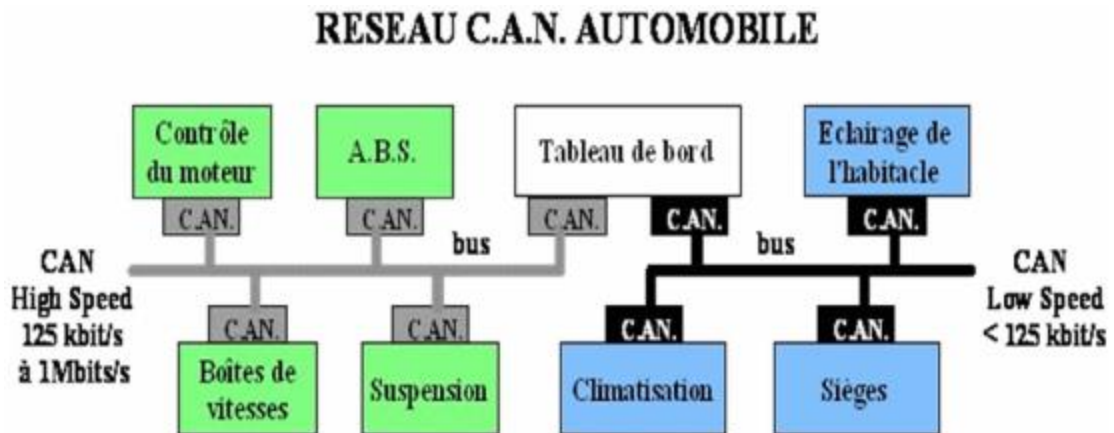 RESEAU C.A.N. AUTOMOBILE
Contrôle
du moteur
A.B.S.
Tableau de bord
Eclairage de
l'habitacle
C.AN.
C.AN.
C.AN.
C.AN.
C.AN.
bus
bus
CAN
High Speed
125 kbit/s
à 1Mbits/s
CAN
Low Speed
< 125 kbit/s
C.AN.
C.AN.
C.AN.
C.AN.
Boîtes de
vitesses
Suspension
Climatisation
Sièges